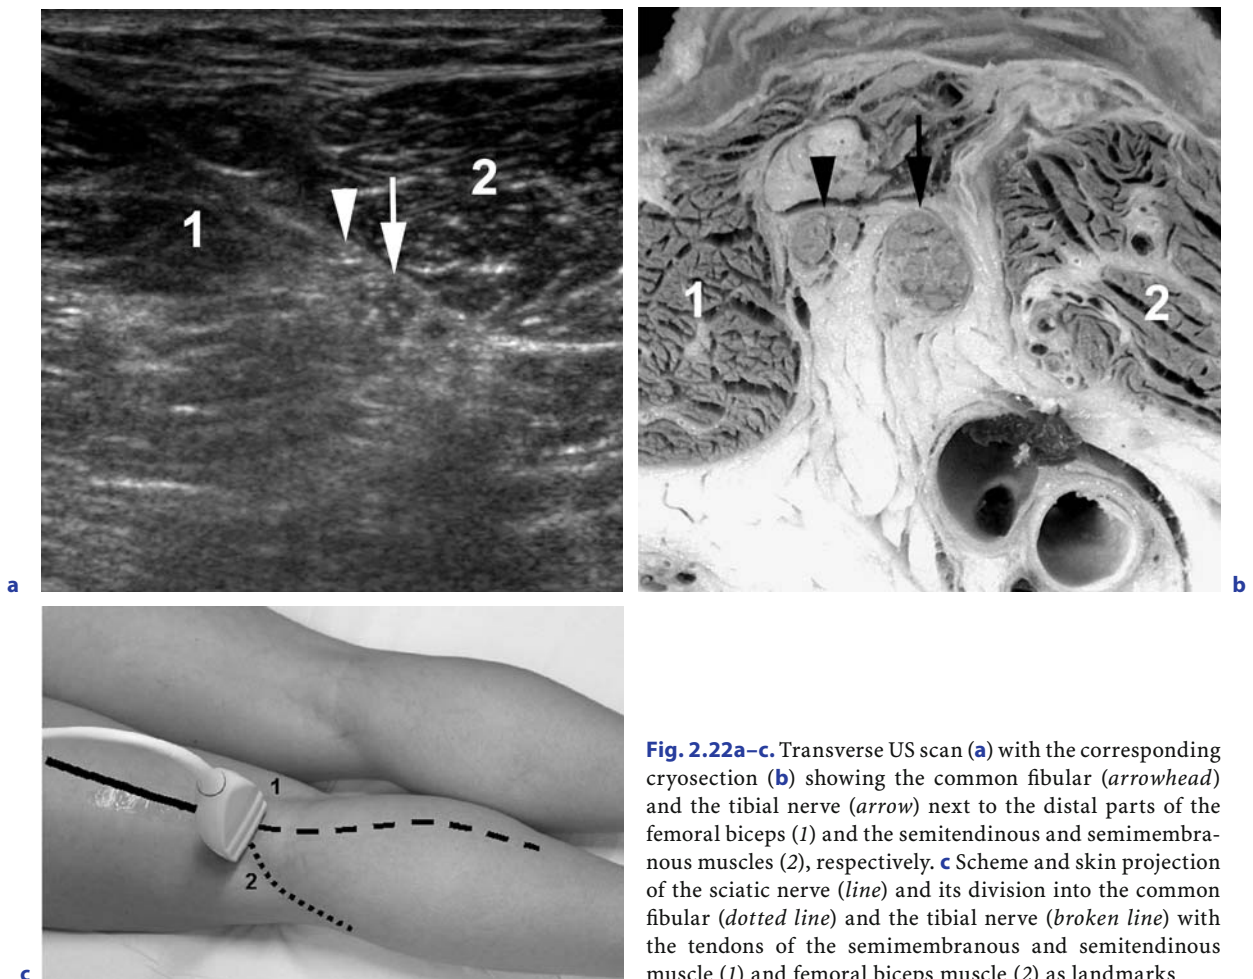 1
2
a
1
2
b
1
2
c
Fig. 2.22a–c. Transverse US scan (a) with the corresponding
cryosection (b) showing the common fibular (arrowhead)
and the tibial nerve (arrow) next to the distal parts of the
femoral biceps (1) and the semitendinous and semimembra-
nous muscles (2), respectively. c Scheme and skin projection
of the sciatic nerve (line) and its division into the common
fibular (dotted line) and the tibial nerve (broken line) with
the tendons of the semimembranous and semitendinous
muscle (1) and femoral biceps muscle (2) as landmarks